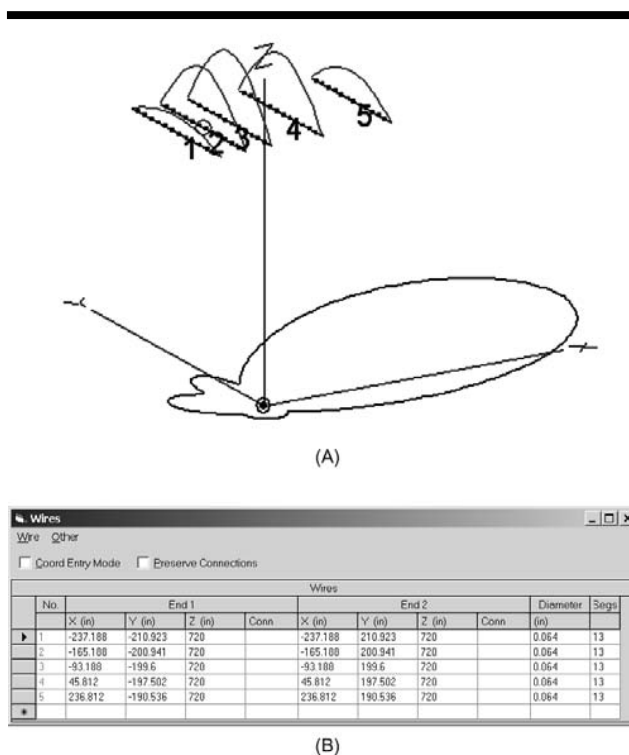 Z
1 2 3 4 5
Y
X
(A)
Wires
Wire Other
Coord Entry Mode Preserve Connections
Wires
No. End 1 End 2 Diameter Segs
X (in) Y (in) Z (in) Conn X (in) Y (in) Z (in) Conn (in)
1 -237.188 -210.923 720 -237.188 210.923 720 0.064 13
2 -165.188 -200.941 720 -165.188 200.941 720 0.064 13
3 -93.188 -199.6 720 -93.188 199.6 720 0.064 13
4 45.812 -197.502 720 45.812 197.502 720 0.064 13
5 236.812 -190.536 720 236.812 190.536 720 0.064 13
(B)